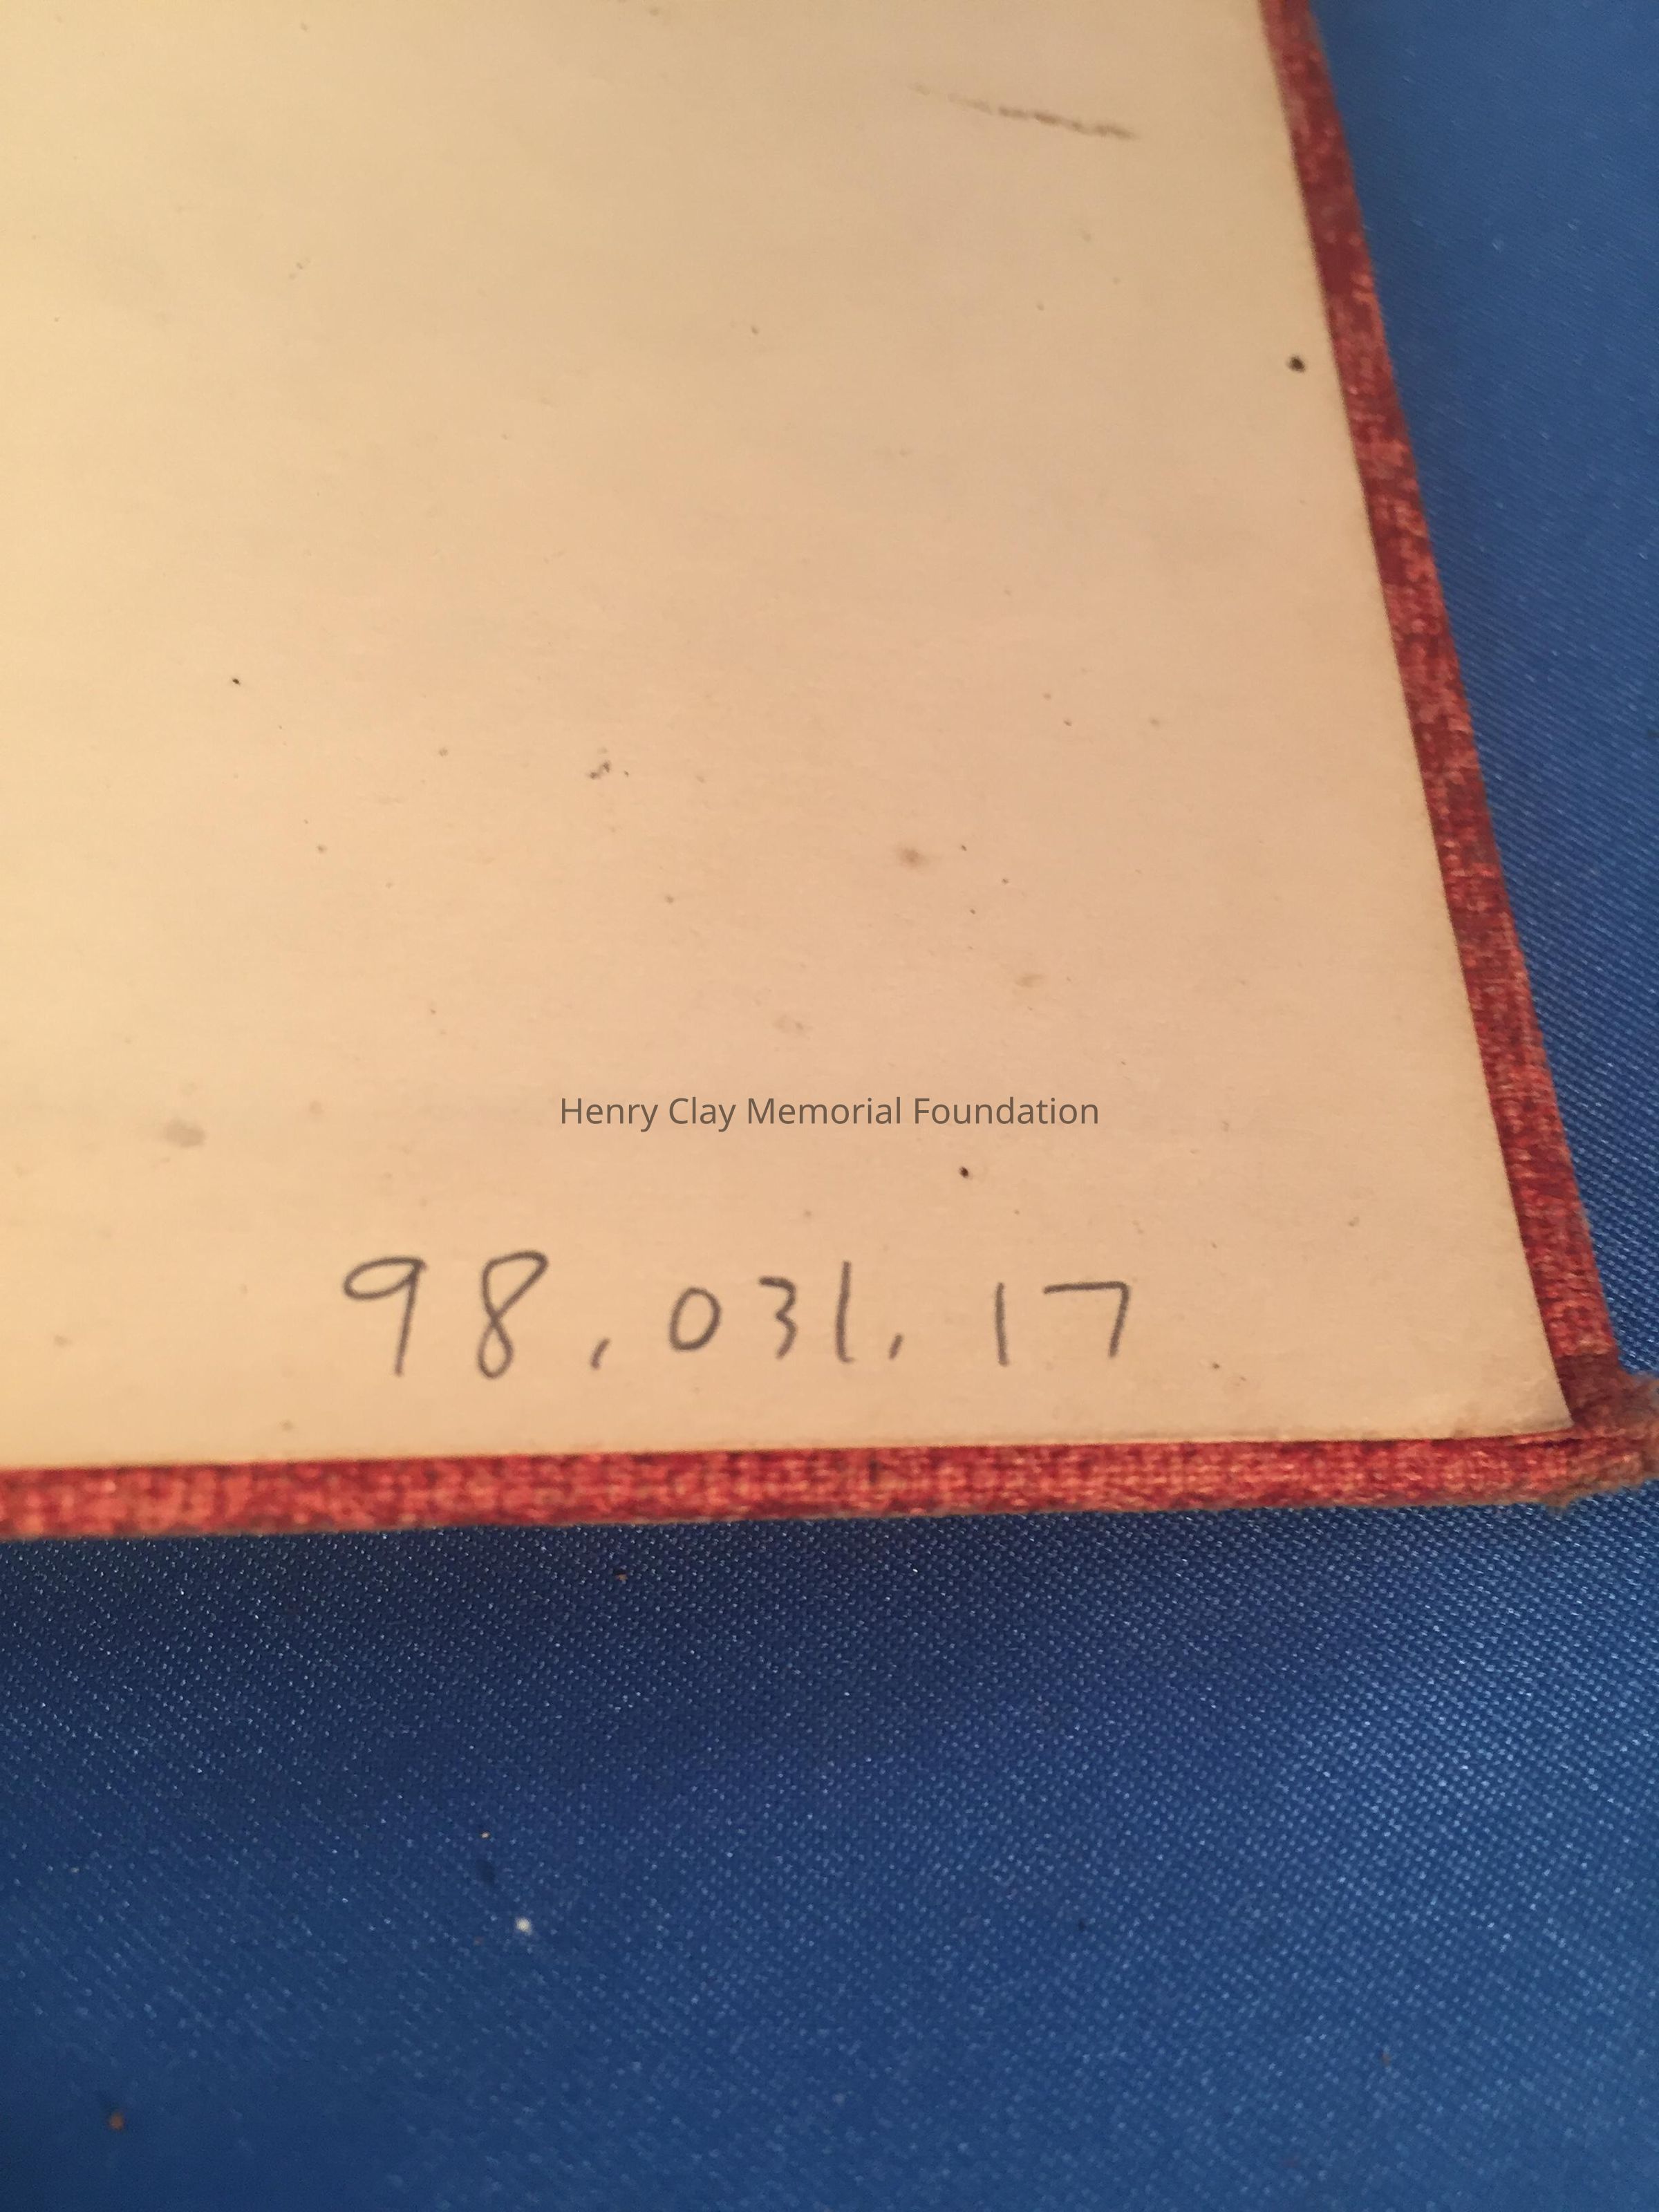 Henry Clay Memorial Foundation
98.031.17